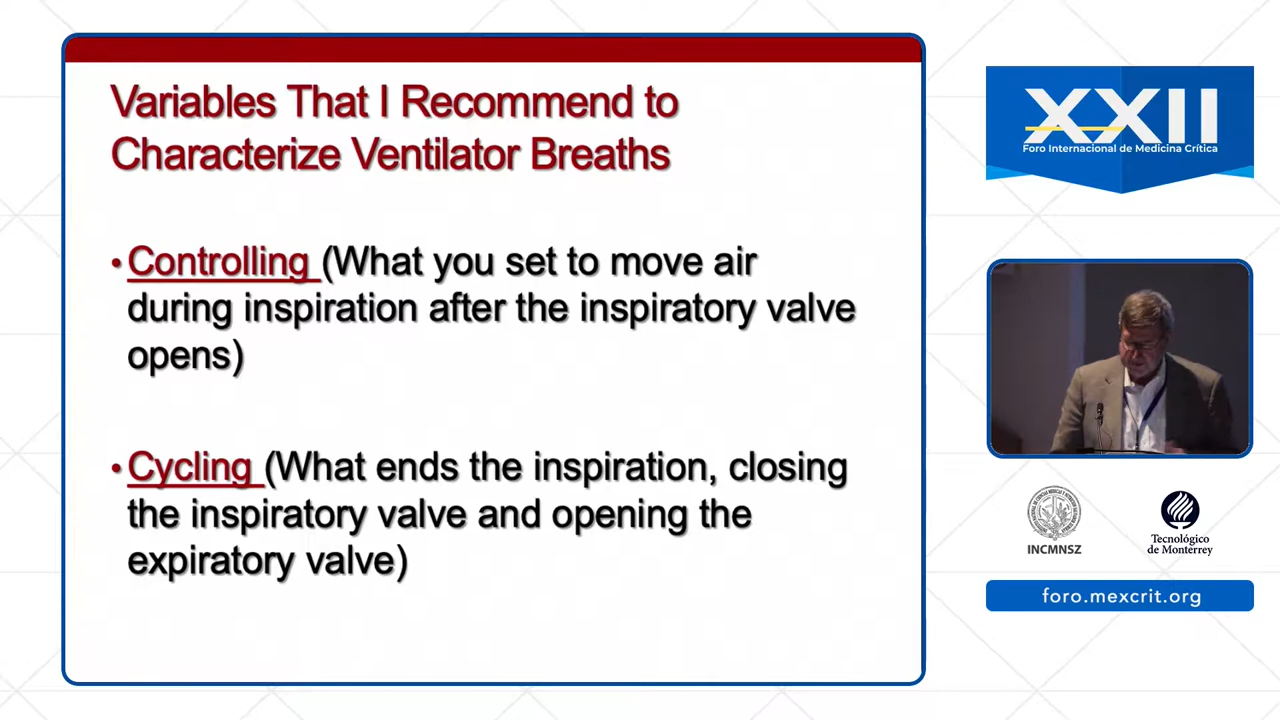 Variables That I Recommend to
Characterize Ventilator Breaths
• Controlling (What you set to move air
during inspiration after the inspiratory valve
opens)
• Cycling (What ends the inspiration, closing
the inspiratory valve and opening the
expiratory valve)
XXII
Foro Internacional de Medicina Crítica
INCMNSZ
Tecnológico
de Monterrey
foro.mexcrit.org